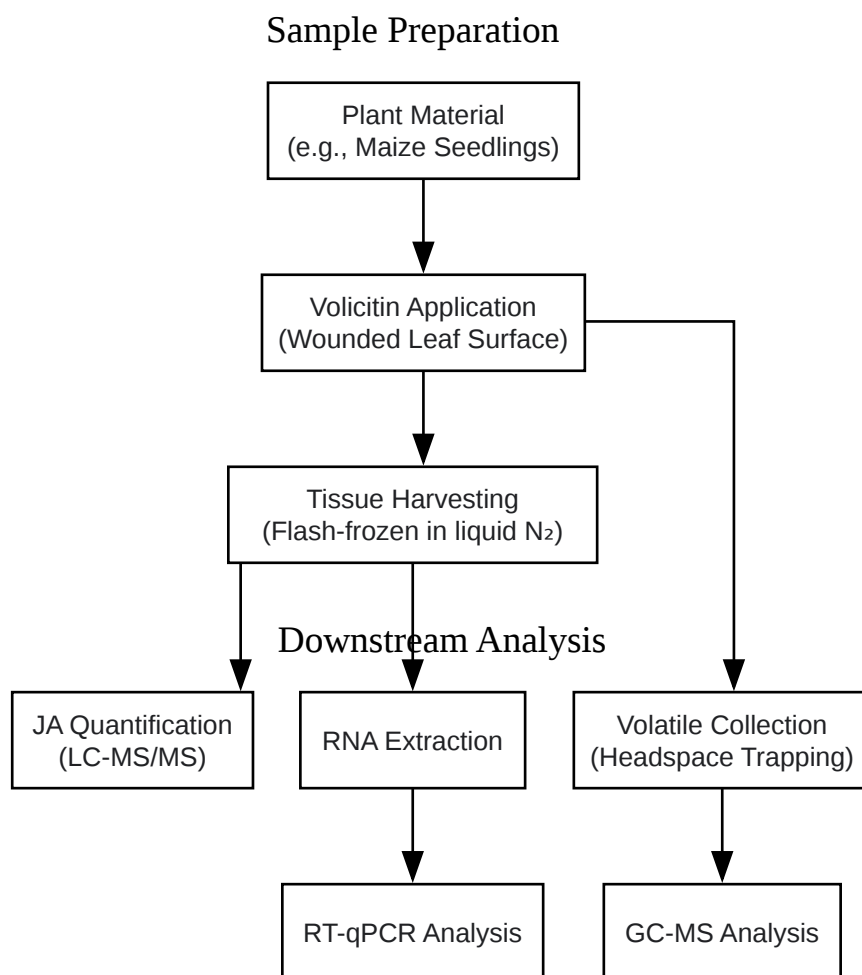 Sample Preparation
Plant Material
(e.g., Maize Seedlings)
Volicitin Application
(Wounded Leaf Surface)
Tissue Harvesting
(Flash-frozen in liquid N₂)
Downstream Analysis
JA Quantification
(LC-MS/MS)
RNA Extraction
Volatile Collection
(Headspace Trapping)
RT-qPCR Analysis
GC-MS Analysis